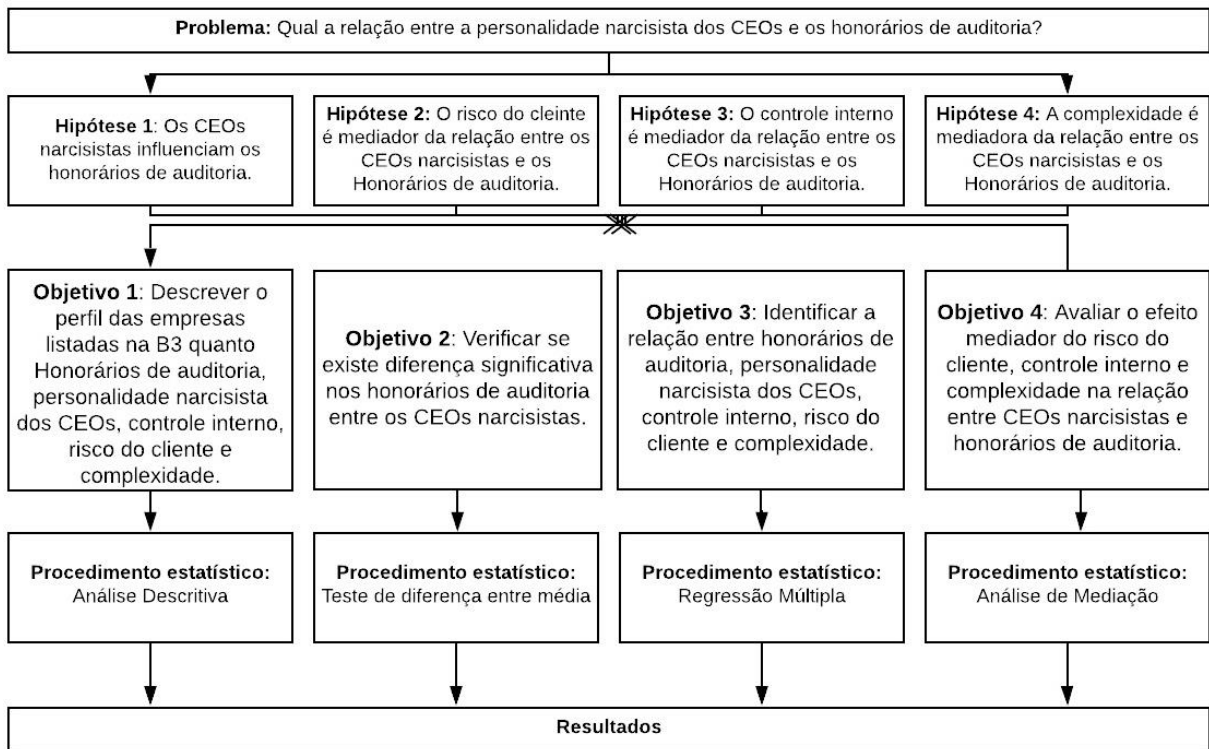 Problema: Qual a relação entre a personalidade narcisista dos CEOs e os honorários de auditoria?
Hipótese 1: Os CEOs
narcisistas influenciam os
honorários de auditoria.
Hipótese 2: O risco do cleinte
é mediador da relação entre os
CEOs narcisistas e os
Honorários de auditoria.
Hipótese 3: O controle interno
é mediador da relação entre os
CEOs narcisistas e os
Honorários de auditoria.
Hipótese 4: A complexidade é
mediadora da relação entre os
CEOs narcisistas e os
Honorários de auditoria.
Objetivo 1: Descrever o
perfil das empresas
listadas na B3 quanto
Honorários de auditoria,
personalidade narcisista
dos CEOs, controle interno,
risco do cliente e
complexidade.
Objetivo 2: Verificar se
existe diferença significativa
nos honorários de auditoria
entre os CEOs narcisistas.
Objetivo 3: Identificar a
relação entre honorários de
auditoria, personalidade
narcisista dos CEOs,
controle interno, risco do
cliente e complexidade.
Objetivo 4: Avaliar o efeito
mediador do risco do
cliente, controle interno e
complexidade na relação
entre CEOs narcisistas e
honorários de auditoria.
Procedimento estatístico:
Análise Descritiva
Procedimento estatístico:
Teste de diferença entre média
Procedimento estatístico:
Regressão Múltipla
Procedimento estatístico:
Análise de Mediação
Resultados